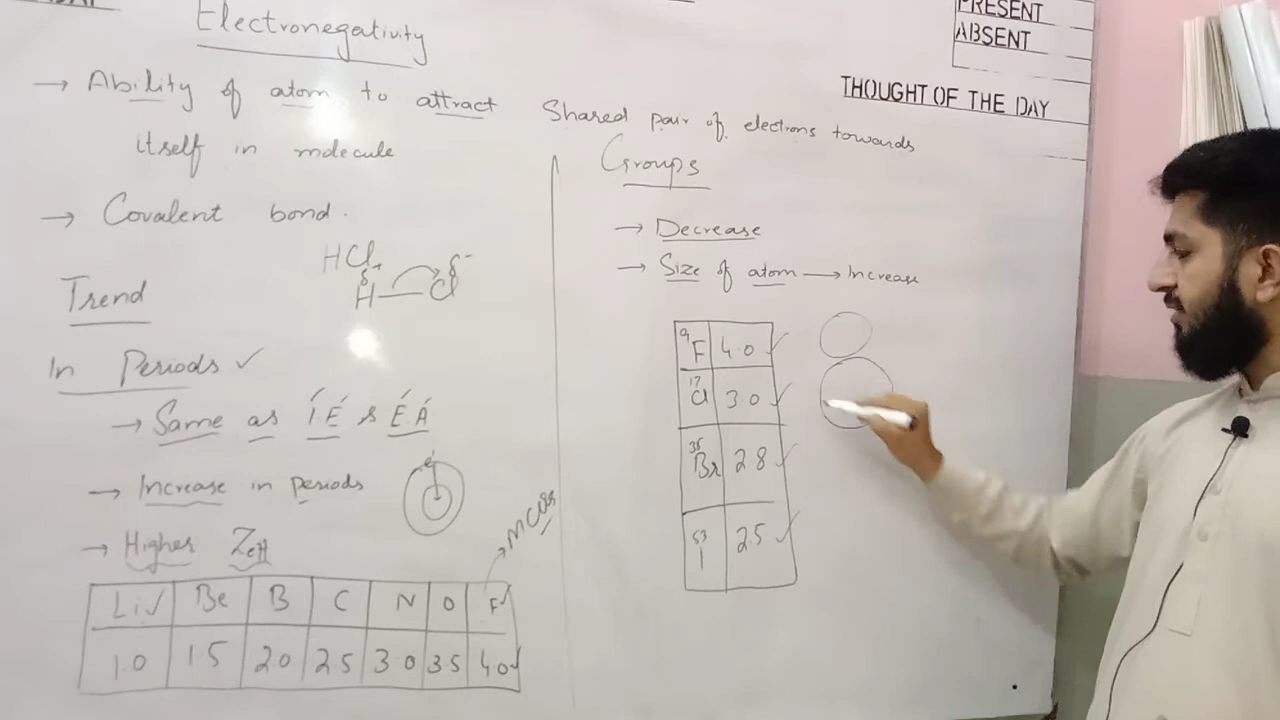 PRESENT
ABSENT
THOUGHT OF THE DAY
Electronegativity
→ Ability of atom to attract Shared pair of electrons towards
itself in molecule
→ Covalent bond.
HCl
δ+ δ-
H — Cl
Trend
In Periods ✓
→ Same as I.E & E.A
→ Increase in periods
e-
→ Higher Zeff
MCQs
Li ✓ Be B C N O F ✓
1.0 1.5 2.0 2.5 3.0 3.5 4.0 ✓
Groups
→ Decrease
→ Size of atom → Increase
9 F 4.0 ✓
17 Cl 3.0 ✓
35 Br 2.8 ✓
53 I 2.5 ✓